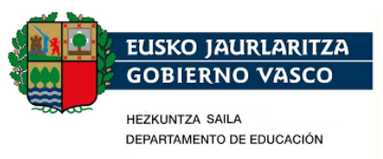 EUSKO JAURLARITZA
GOBIERNO VASCO
HEZKUNTZA SAILA
DEPARTAMENTO DE EDUCACIÓN